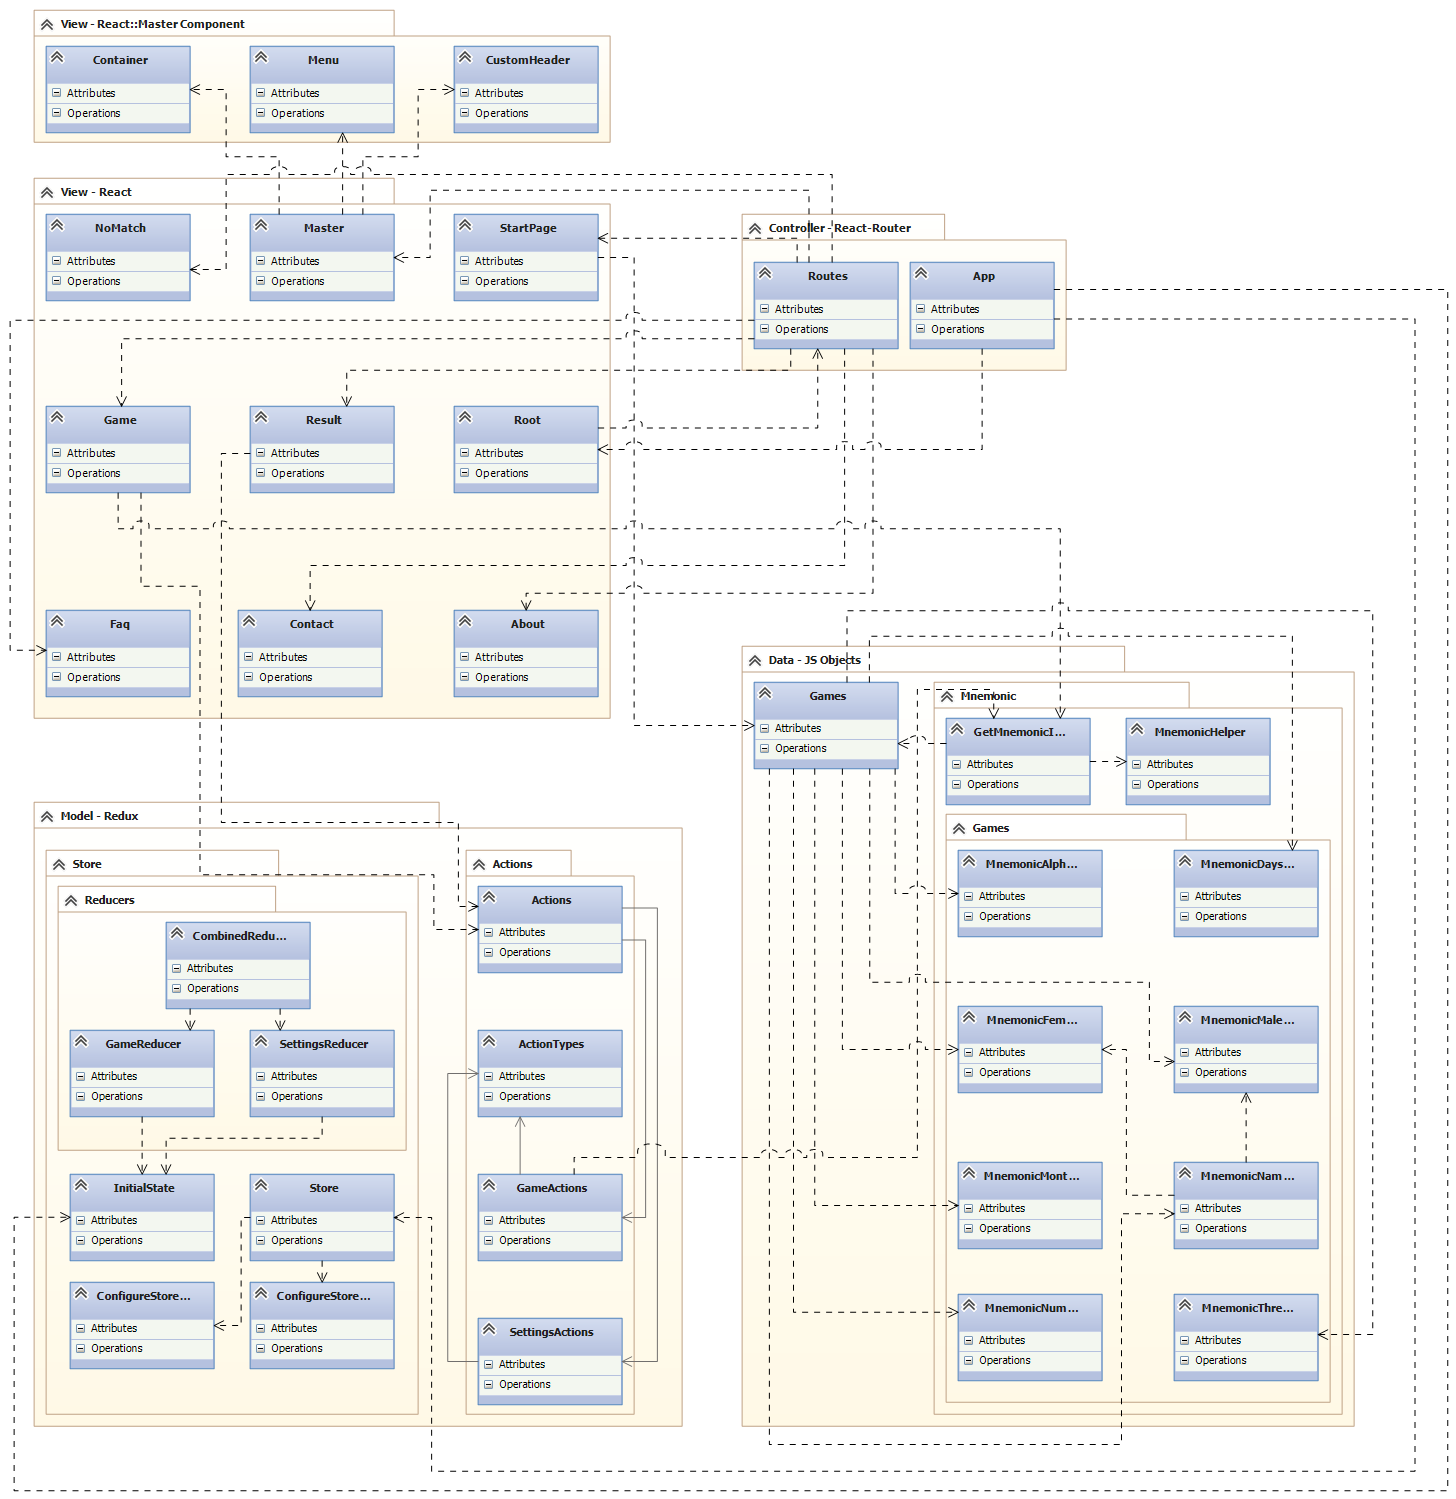 View - React::Master Component
Container
Attributes
Operations
Menu
Attributes
Operations
CustomHeader
Attributes
Operations
View - React
NoMatch
Attributes
Operations
Master
Attributes
Operations
StartPage
Attributes
Operations
Game
Attributes
Operations
Result
Attributes
Operations
Root
Attributes
Operations
Faq
Attributes
Operations
Contact
Attributes
Operations
About
Attributes
Operations
Controller - React-Router
Routes
Attributes
Operations
App
Attributes
Operations
Data - JS Objects
Games
Attributes
Operations
Mnemonic
GetMnemonicI...
Attributes
Operations
MnemonicHelper
Attributes
Operations
Games
MnemonicAlph...
Attributes
Operations
MnemonicDays...
Attributes
Operations
MnemonicFem...
Attributes
Operations
MnemonicMale...
Attributes
Operations
MnemonicMont...
Attributes
Operations
MnemonicNam...
Attributes
Operations
MnemonicNum...
Attributes
Operations
MnemonicThre...
Attributes
Operations
Model - Redux
Store
Reducers
CombinedRedu...
Attributes
Operations
GameReducer
Attributes
Operations
SettingsReducer
Attributes
Operations
InitialState
Attributes
Operations
Store
Attributes
Operations
ConfigureStore...
Attributes
Operations
ConfigureStore...
Attributes
Operations
Actions
Actions
Attributes
Operations
ActionTypes
Attributes
Operations
GameActions
Attributes
Operations
SettingsActions
Attributes
Operations